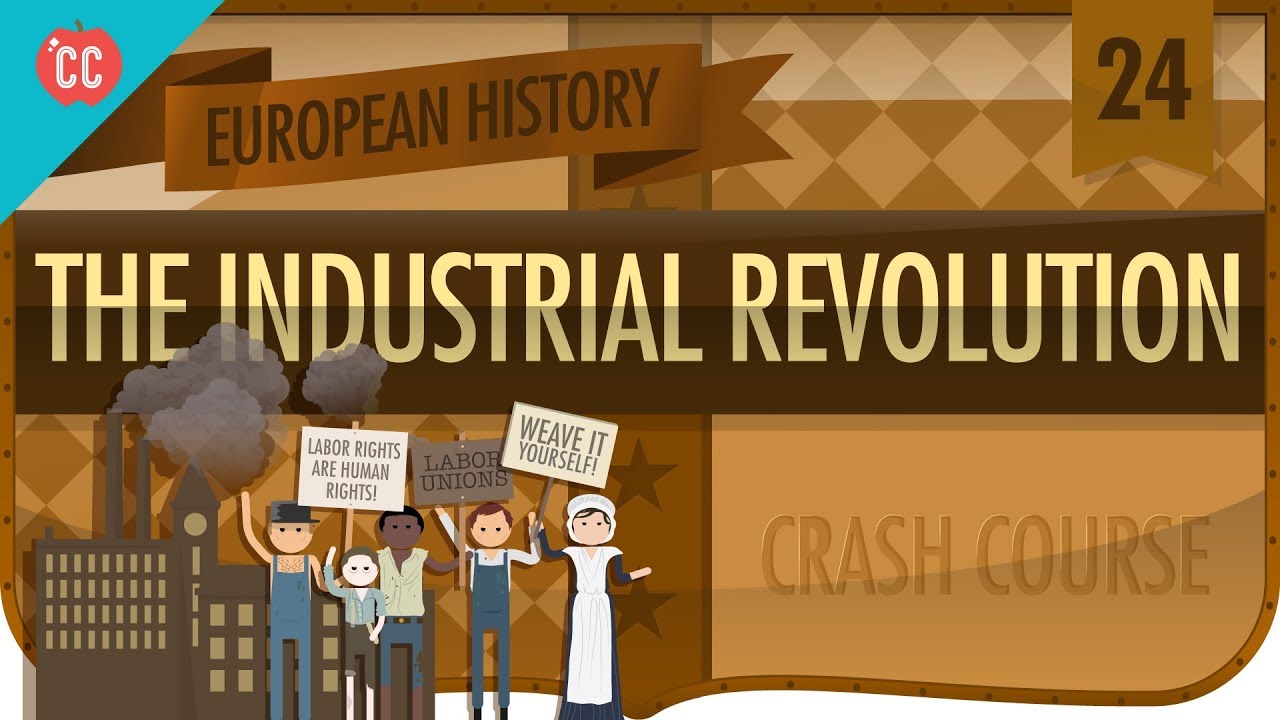 CC
EUROPEAN HISTORY
24
THE INDUSTRIAL REVOLUTION
LABOR RIGHTS
ARE HUMAN
RIGHTS!
LABOR
UNIONS
WEAVE IT
YOURSELF!
CRASH COURSE